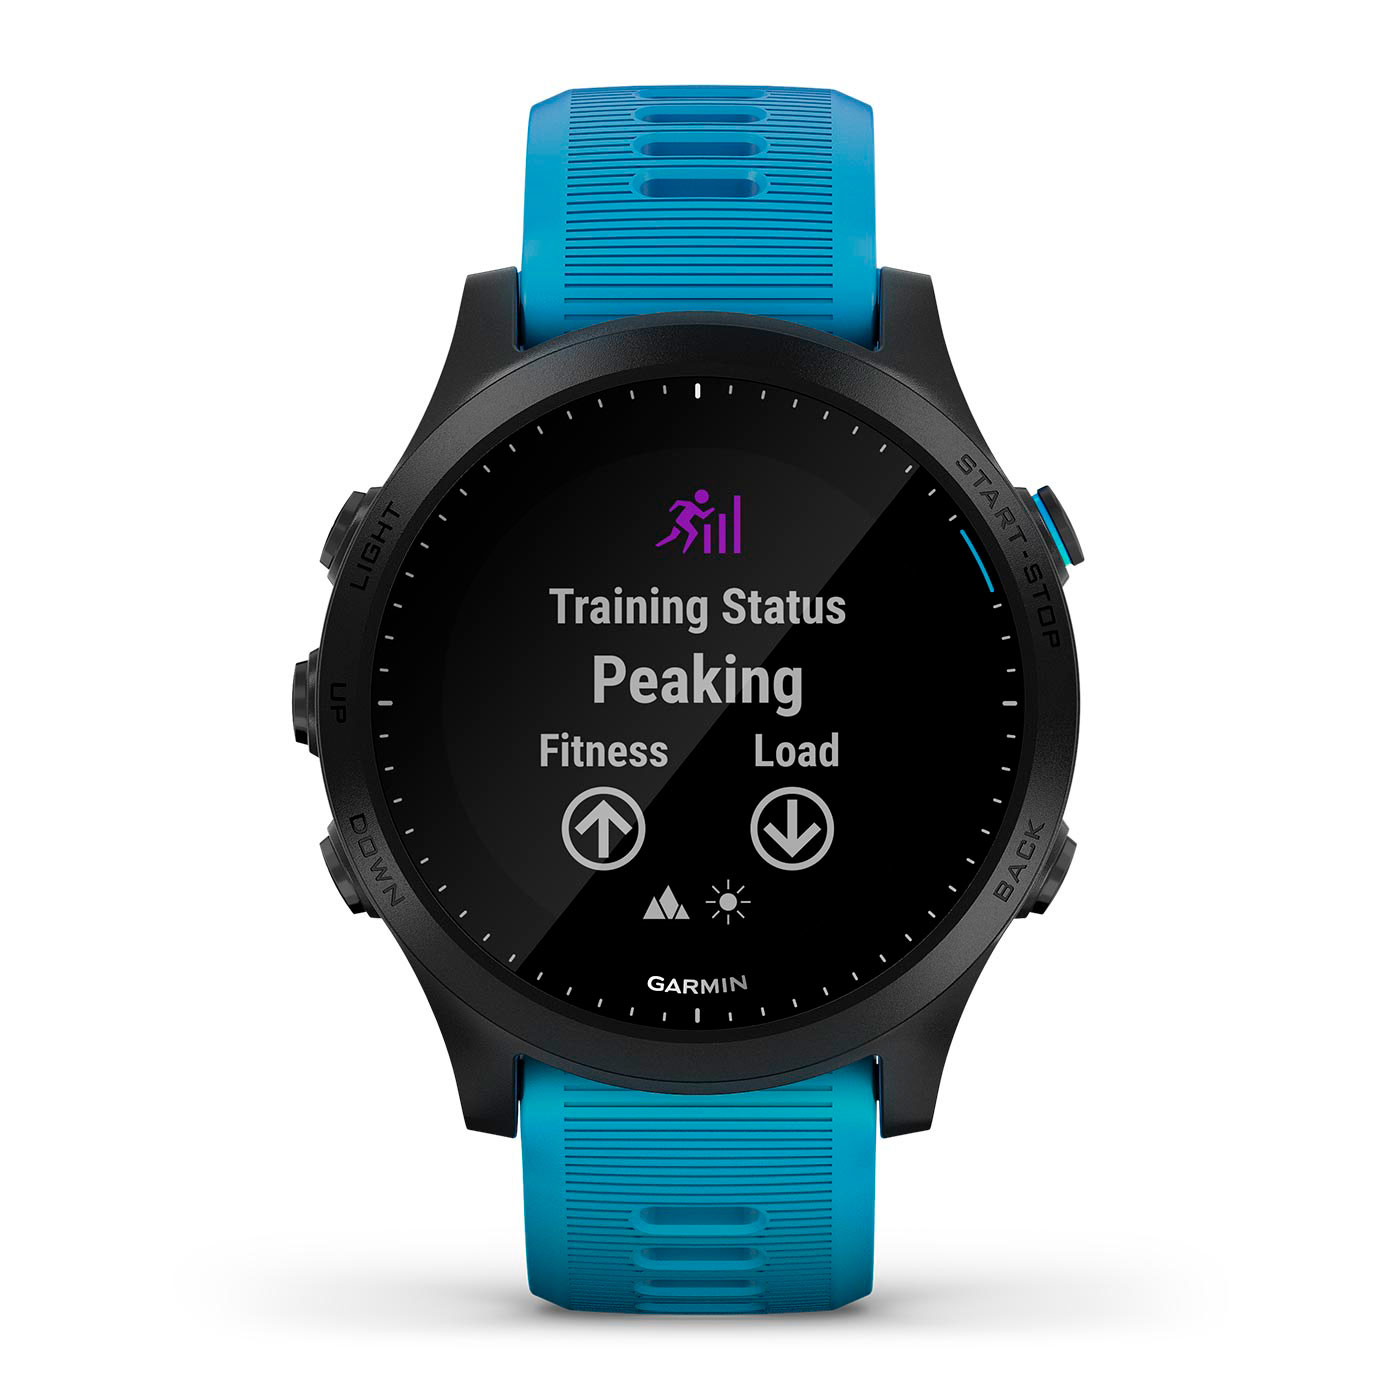 START·STOP
LIGHT
Training Status
Peaking
UP
Fitness Load
DOWN
BACK
GARMIN